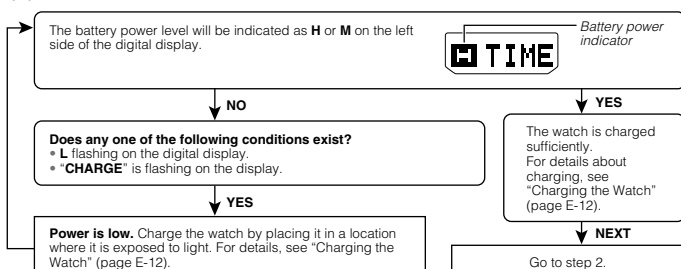 The battery power level will be indicated as H or M on the left
side of the digital display.
H TIME
Battery power
indicator
NO
YES
Does any one of the following conditions exist?
• L flashing on the digital display.
• “CHARGE” is flashing on the display.
The watch is charged
sufficiently.
For details about
charging, see
“Charging the Watch”
(page E-12).
YES
NEXT
Power is low. Charge the watch by placing it in a location
where it is exposed to light. For details, see “Charging the
Watch” (page E-12).
Go to step 2.